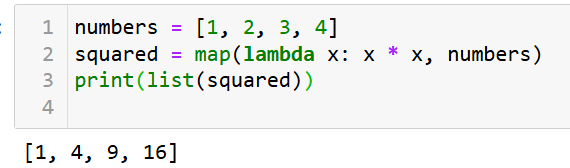 1 numbers = [1, 2, 3, 4]
2 squared = map(lambda x: x * x, numbers)
3 print(list(squared))
4
[1, 4, 9, 16]